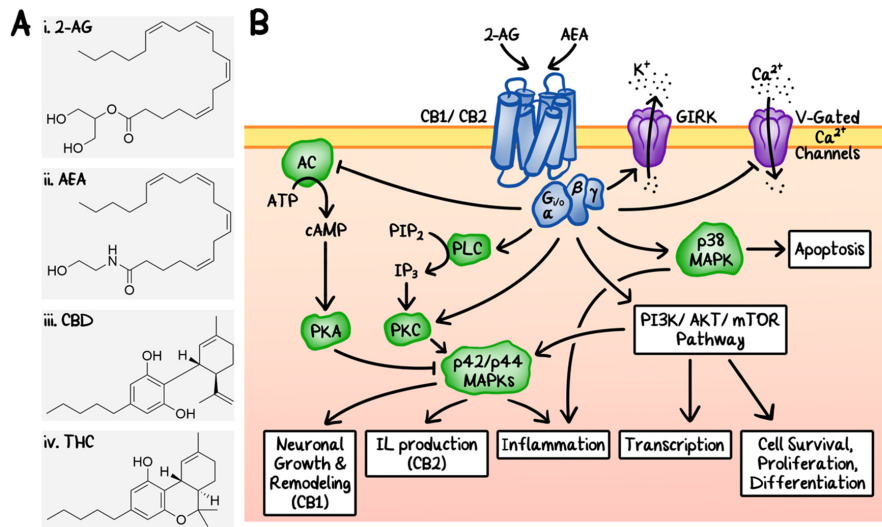 A
i. 2-AG
HO
O
O
HO
ii. AEA
HO
H
N
O
iii. CBD
OH
H
H
OH
iv. THC
HO
H
H
O
B
2-AG
AEA
K⁺
Ca²⁺
CB1/ CB2
GIRK
V-Gated
Ca²⁺
Channels
AC
ATP
cAMP
PIP₂
PLC
IP₃
Gi/o
α
β
γ
p38
MAPK
Apoptosis
PKA
PKC
PI3K/ AKT/ mTOR
Pathway
p42/p44
MAPKs
Neuronal
Growth &
Remodeling
(CB1)
IL production
(CB2)
Inflammation
Transcription
Cell Survival,
Proliferation,
Differentiation